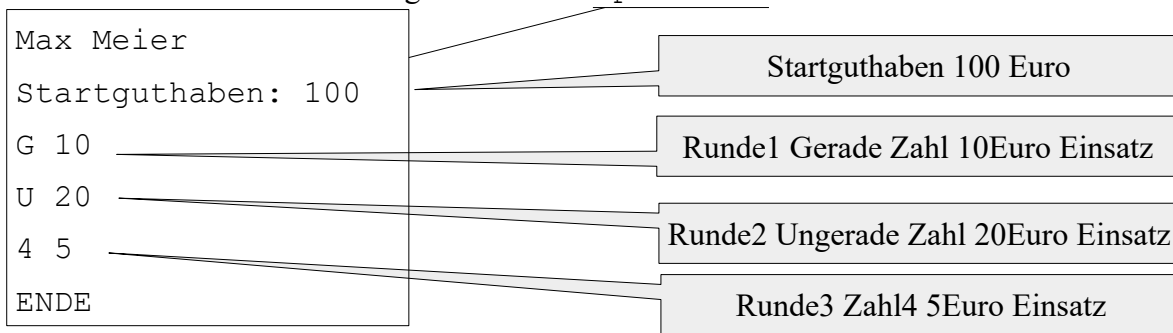 Max Meier
Startguthaben: 100
G 10
U 20
4 5
ENDE
Startguthaben 100 Euro
Runde1 Gerade Zahl 10Euro Einsatz
Runde2 Ungerade Zahl 20Euro Einsatz
Runde3 Zahl4 5Euro Einsatz